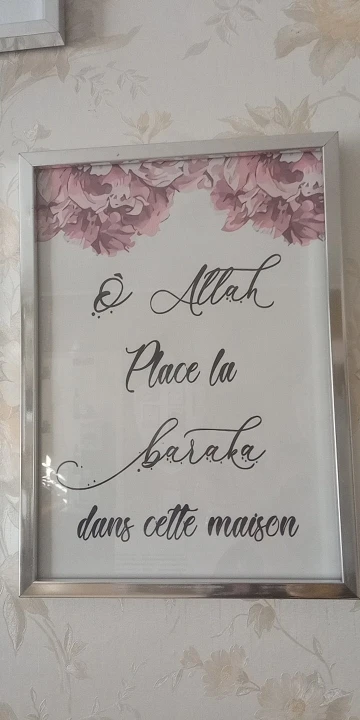 Ô Allah
Place la
baraka
dans cette maison